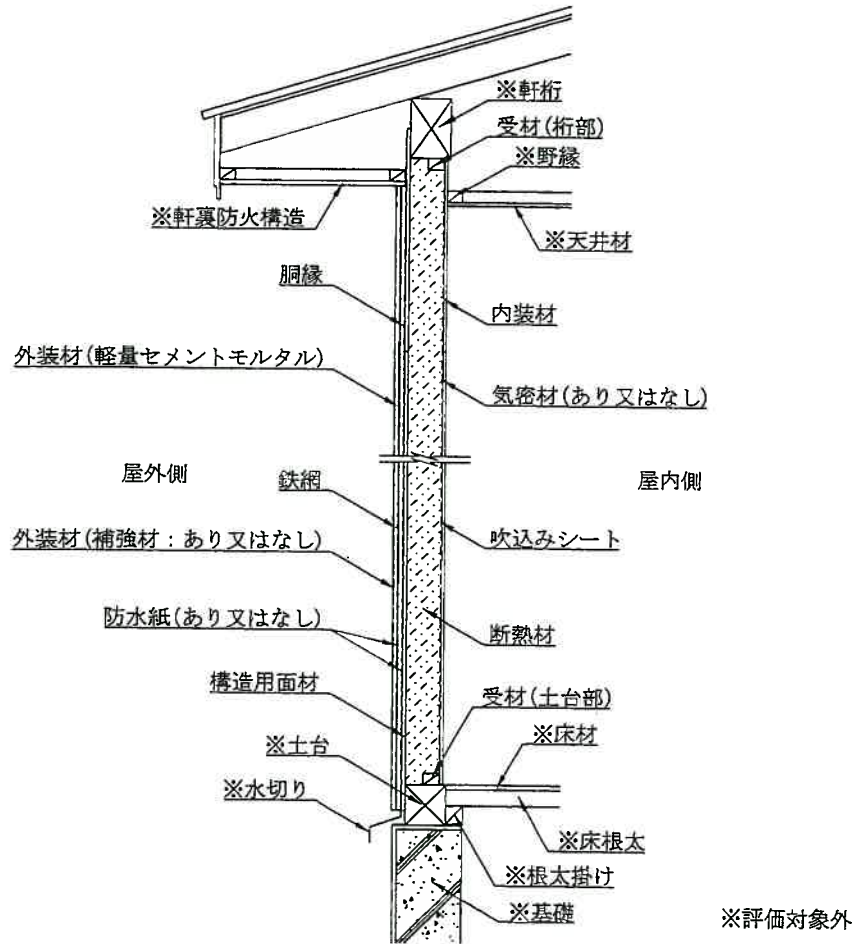 ※軒桁
受材(桁部)
※野縁
※軒裏防火構造
※天井材
胴縁
内装材
外装材(軽量セメントモルタル)
気密材(あり又はなし)
屋外側
鉄網
屋内側
外装材(補強材:あり又はなし)
吹込みシート
防水紙(あり又はなし)
断熱材
構造用面材
受材(土台部)
※土台
※床材
※水切り
※床根太
※根太掛け
※基礎
※評価対象外